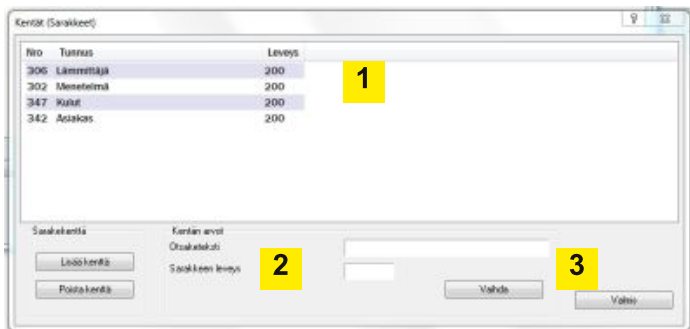 Kentät (Sarakkeet)
Nro Tunnus Leveys
306 Lämmittäjä 200
302 Menetelmä 200
347 Kulut 200
342 Asiakas 200
1
Sarakekenttä
Lisää kenttä
Poista kenttä
Kentän arvot
Otsaketeksti
Sarakkeen leveys
2
3
Vaihda
Valmis